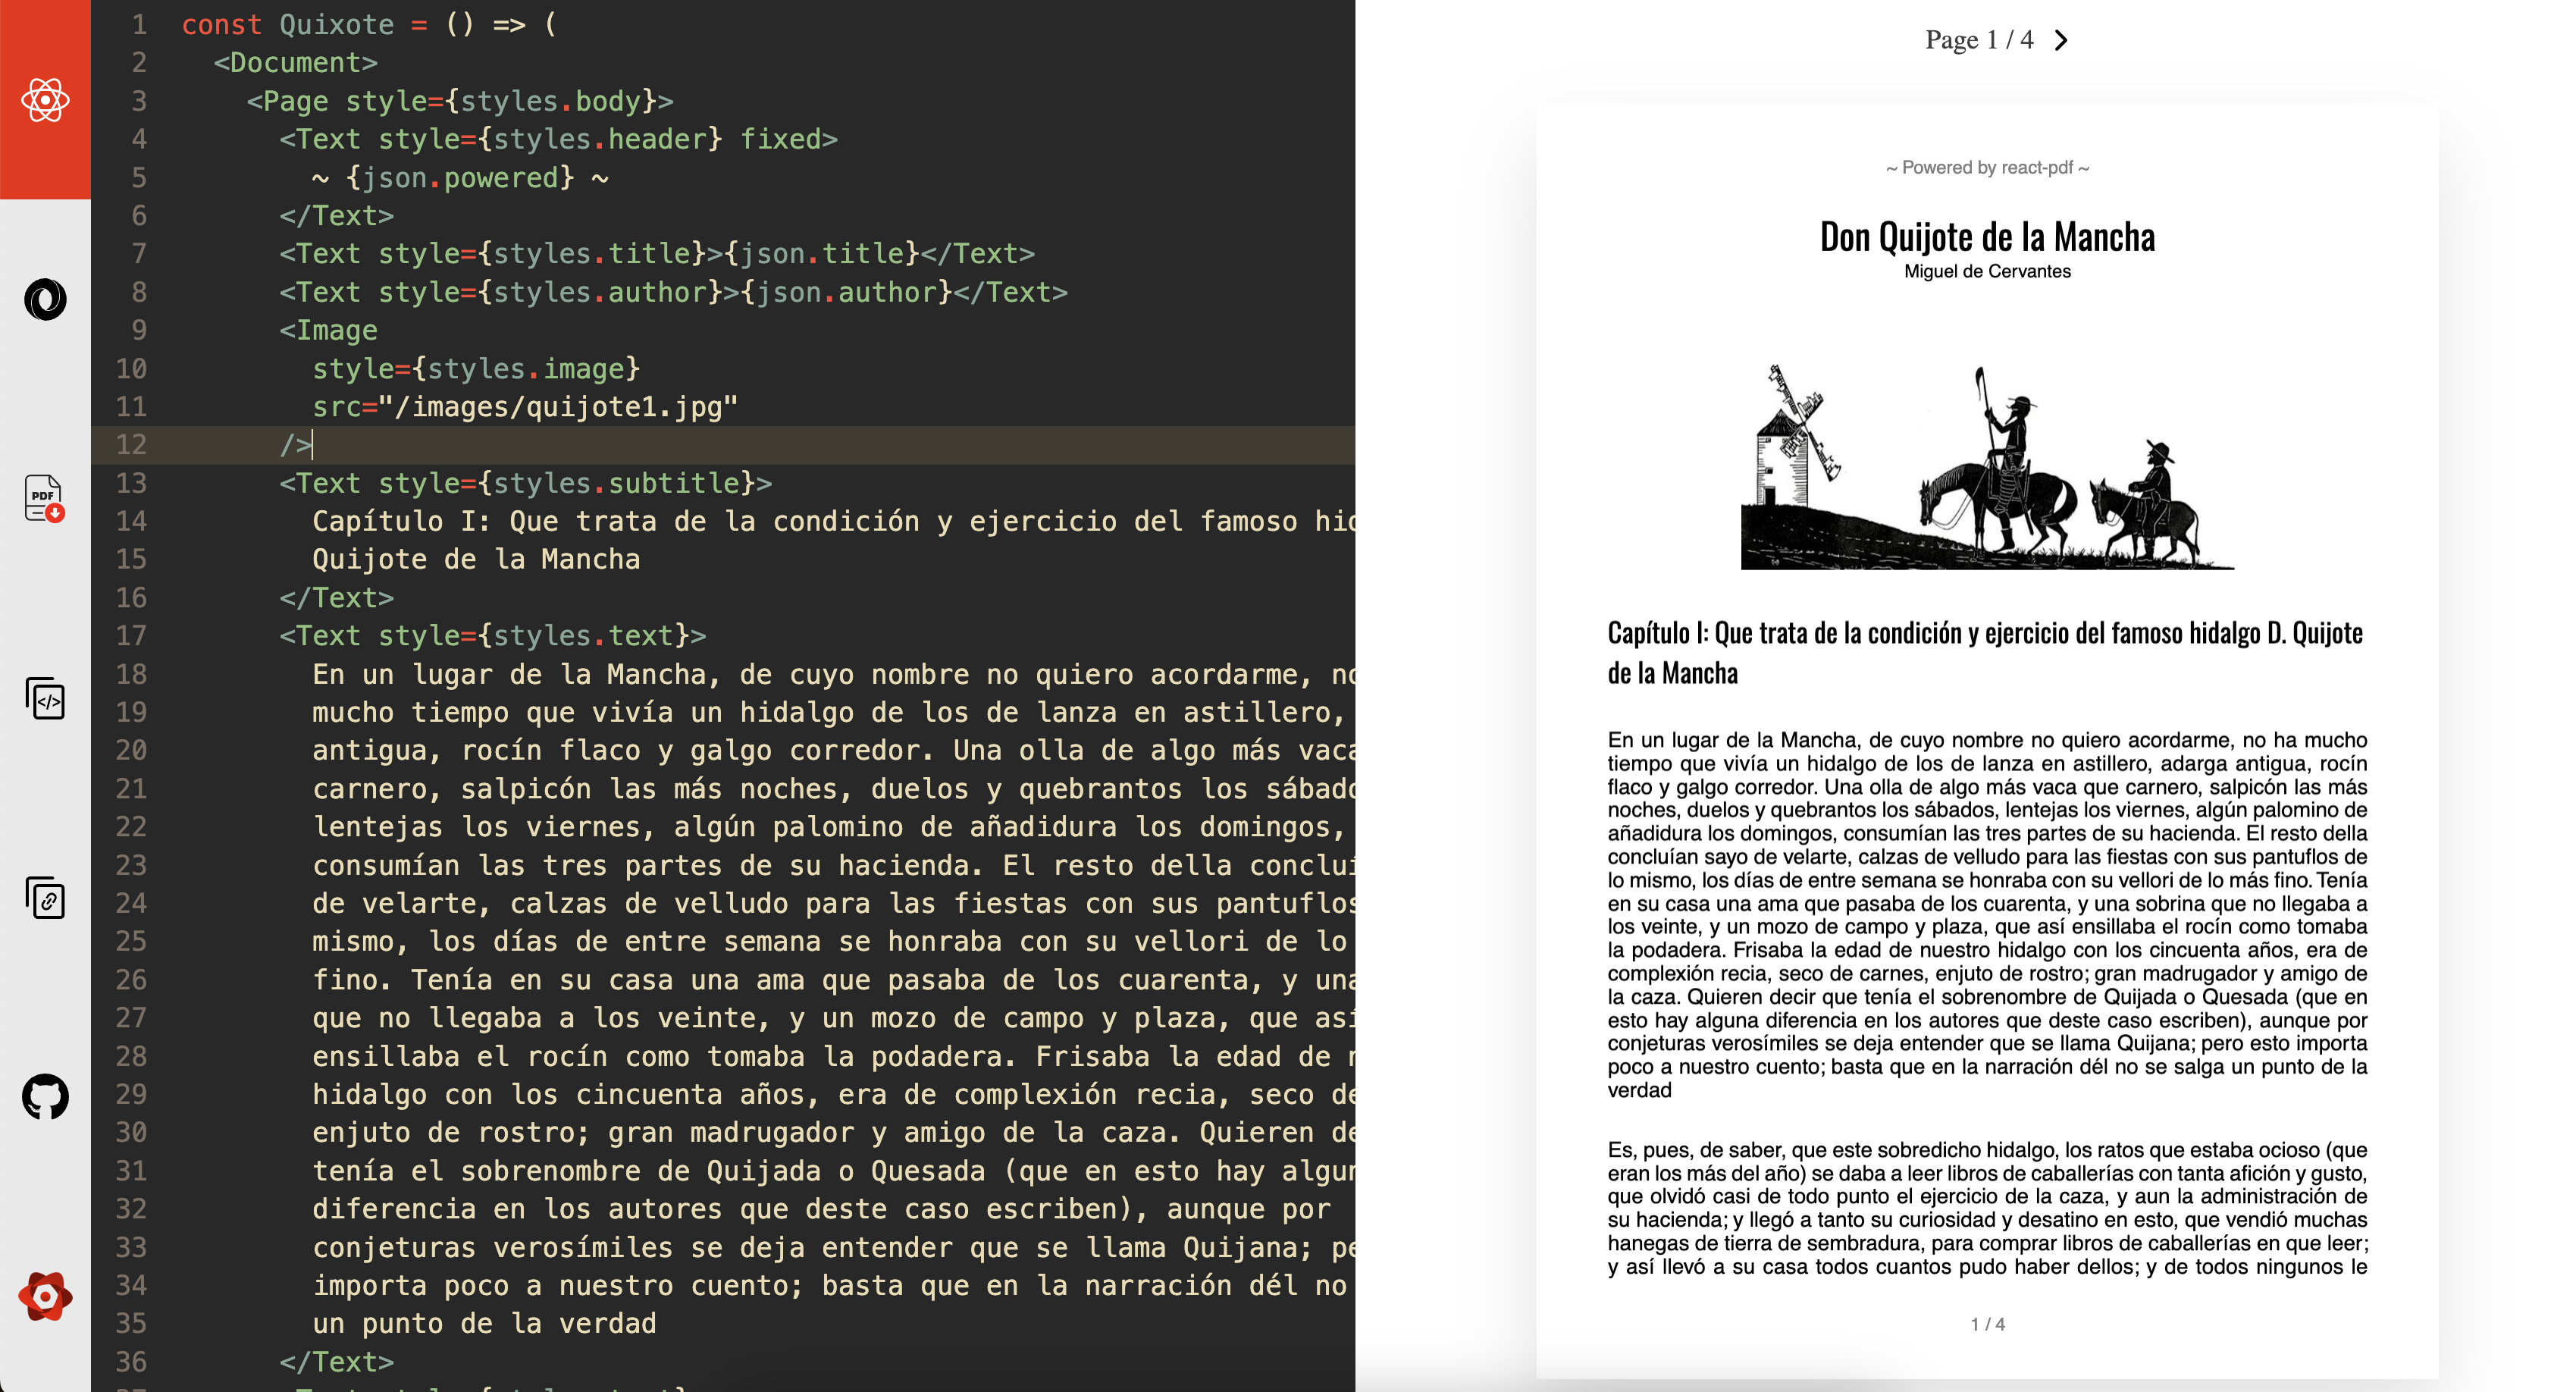 1 const Quixote = () => (
2 <Document>
3 <Page style={styles.body}>
4 <Text style={styles.header} fixed>
5 ~ {json.powered} ~
6 </Text>
7 <Text style={styles.title}>{json.title}</Text>
8 <Text style={styles.author}>{json.author}</Text>
9 <Image
10 style={styles.image}
11 src="/images/quijote1.jpg"
12 />
13 <Text style={styles.subtitle}>
14 Capítulo I: Que trata de la condición y ejercicio del famoso
15 Quijote de la Mancha
16 </Text>
17 <Text style={styles.text}>
18 En un lugar de la Mancha, de cuyo nombre no quiero acordarme,
19 mucho tiempo que vivía un hidalgo de los de lanza en astillero,
20 antigua, rocín flaco y galgo corredor. Una olla de algo más vaca
21 carnero, salpicón las más noches, duelos y quebrantos los
22 lentejas los viernes, algún palomino de añadidura los domingos,
23 consumían las tres partes de su hacienda. El resto della
24 de velarte, calzas de velludo para las fiestas con sus pantuflos
25 mismo, los días de entre semana se honraba con su vellori de lo
26 fino. Tenía en su casa una ama que pasaba de los cuarenta, y una
27 que no llegaba a los veinte, y un mozo de campo y plaza, que así
28 ensillaba el rocín como tomaba la podadera. Frisaba la edad de
29 hidalgo con los cincuenta años, era de complexión recia, seco de
30 enjuto de rostro; gran madrugador y amigo de la caza. Quieren
31 tenía el sobrenombre de Quijada o Quesada (que en esto hay
32 diferencia en los autores que deste caso escriben), aunque por
33 conjeturas verosímiles se deja entender que se llama Quijana;
34 importa poco a nuestro cuento; basta que en la narración dél no
35 un punto de la verdad
36 </Text>
PDF
</>
Page 1 / 4
~ Powered by react-pdf ~
Don Quijote de la Mancha
Miguel de Cervantes
Capítulo I: Que trata de la condición y ejercicio del famoso hidalgo D. Quijote
de la Mancha
En un lugar de la Mancha, de cuyo nombre no quiero acordarme, no ha mucho
tiempo que vivía un hidalgo de los de lanza en astillero, adarga antigua, rocín
flaco y galgo corredor. Una olla de algo más vaca que carnero, salpicón las más
noches, duelos y quebrantos los sábados, lentejas los viernes, algún palomino de
añadidura los domingos, consumían las tres partes de su hacienda. El resto della
concluían sayo de velarte, calzas de velludo para las fiestas con sus pantuflos de
lo mismo, los días de entre semana se honraba con su vellori de lo más fino. Tenía
en su casa una ama que pasaba de los cuarenta, y una sobrina que no llegaba a
los veinte, y un mozo de campo y plaza, que así ensillaba el rocín como tomaba
la podadera. Frisaba la edad de nuestro hidalgo con los cincuenta años, era de
complexión recia, seco de carnes, enjuto de rostro; gran madrugador y amigo de
la caza. Quieren decir que tenía el sobrenombre de Quijada o Quesada (que en
esto hay alguna diferencia en los autores que deste caso escriben), aunque por
conjeturas verosímiles se deja entender que se llama Quijana; pero esto importa
poco a nuestro cuento; basta que en la narración dél no se salga un punto de la
verdad
Es, pues, de saber, que este sobredicho hidalgo, los ratos que estaba ocioso (que
eran los más del año) se daba a leer libros de caballerías con tanta afición y gusto,
que olvidó casi de todo punto el ejercicio de la caza, y aun la administración de
su hacienda; y llegó a tanto su curiosidad y desatino en esto, que vendió muchas
hanegas de tierra de sembradura, para comprar libros de caballerías en que leer;
y así llevó a su casa todos cuantos pudo haber dellos; y de todos ningunos le
1 / 4